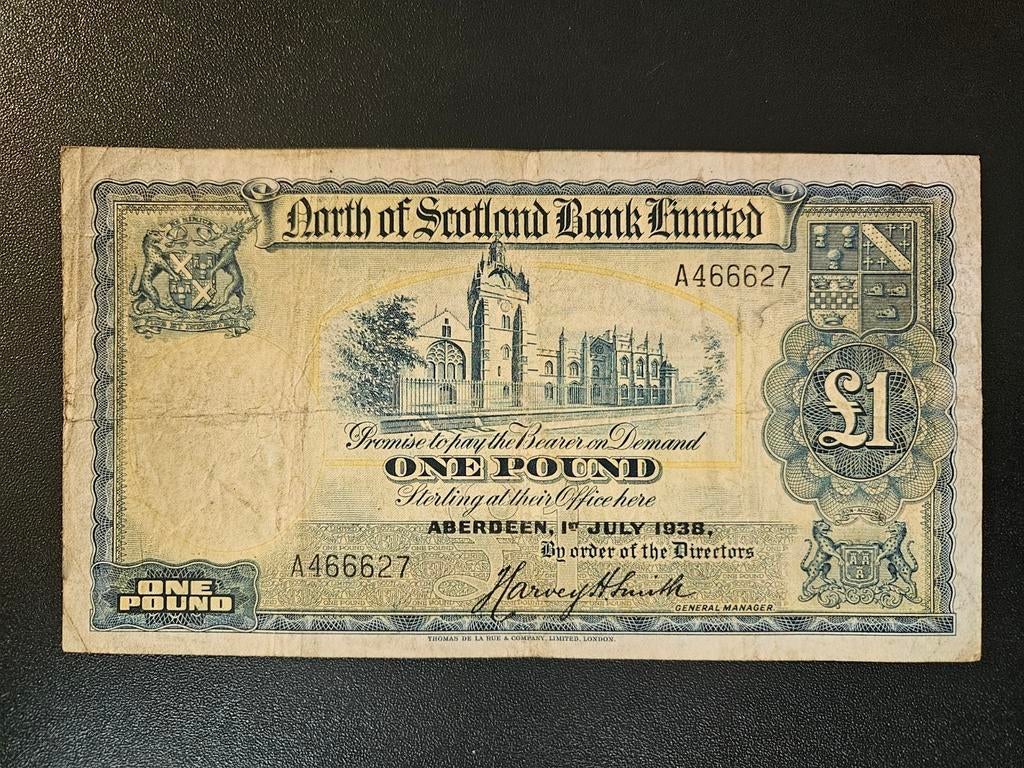 North of Scotland Bank Limited
A466627
£1
Promise to pay the Bearer on Demand
ONE POUND
Sterling at their Office here
ABERDEEN, 1ST JULY 1938,
By order of the Directors
A466627
Harvey H Smith
GENERAL MANAGER.
ONE
POUND
THOMAS DE LA RUE & COMPANY, LIMITED, LONDON.